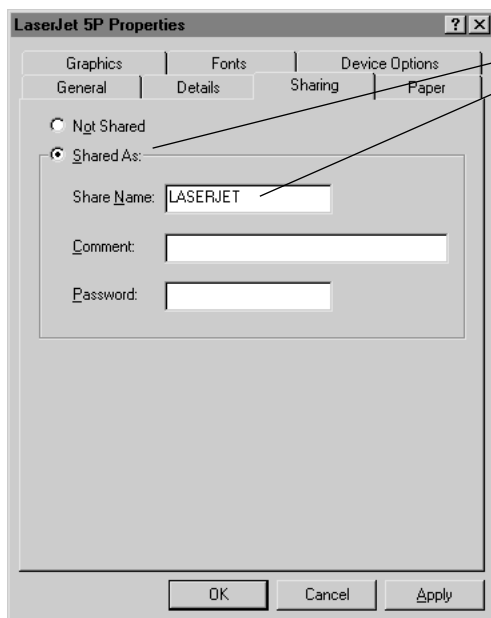 LaserJet 5P Properties
Graphics Fonts Device Options
General Details Sharing Paper
Not Shared
Shared As:
Share Name: LASERJET
Comment:
Password:
OK Cancel Apply